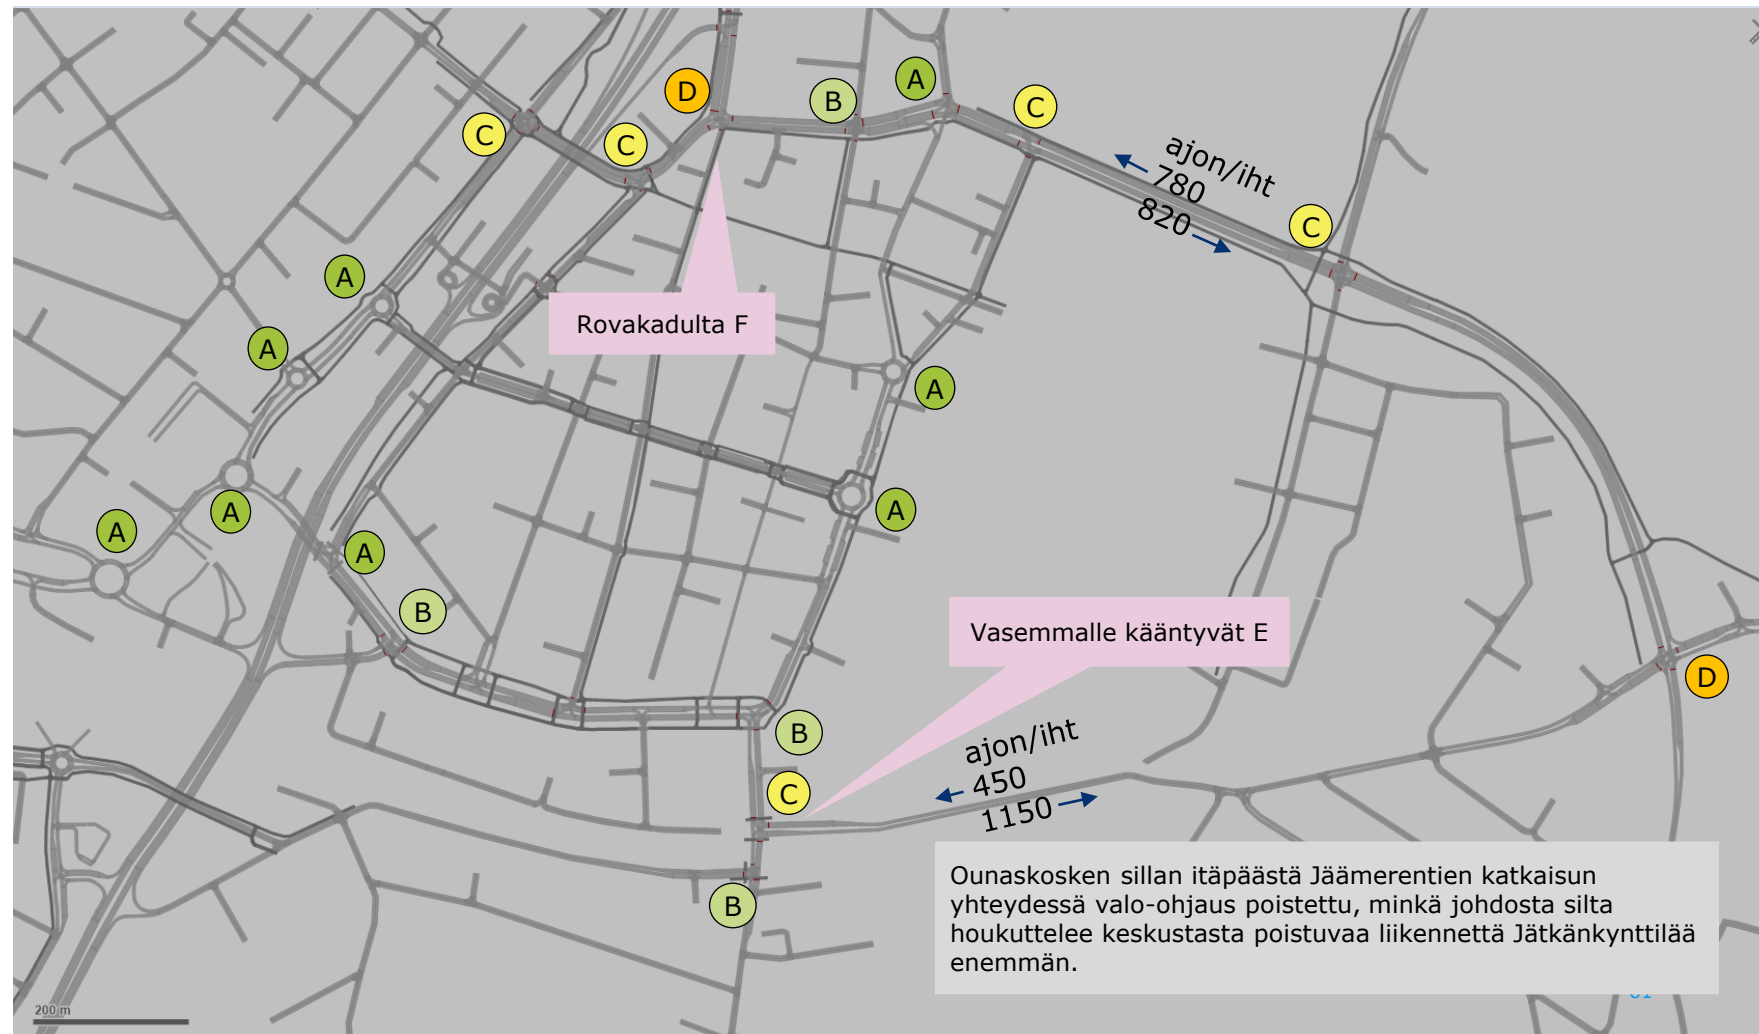 D
A
B
C
C
C
ajon/iht
780
820
C
A
Rovakadulta F
A
A
A
A
A
A
B
Vasemmalle kääntyvät E
D
B
ajon/iht
450
1150
C
B
Ounaskosken sillan itäpäästä Jäämerentien katkaisun
yhteydessä valo-ohjaus poistettu, minkä johdosta silta
houkuttelee keskustasta poistuvaa liikennettä Jätkänkynttilää
enemmän.
200 m